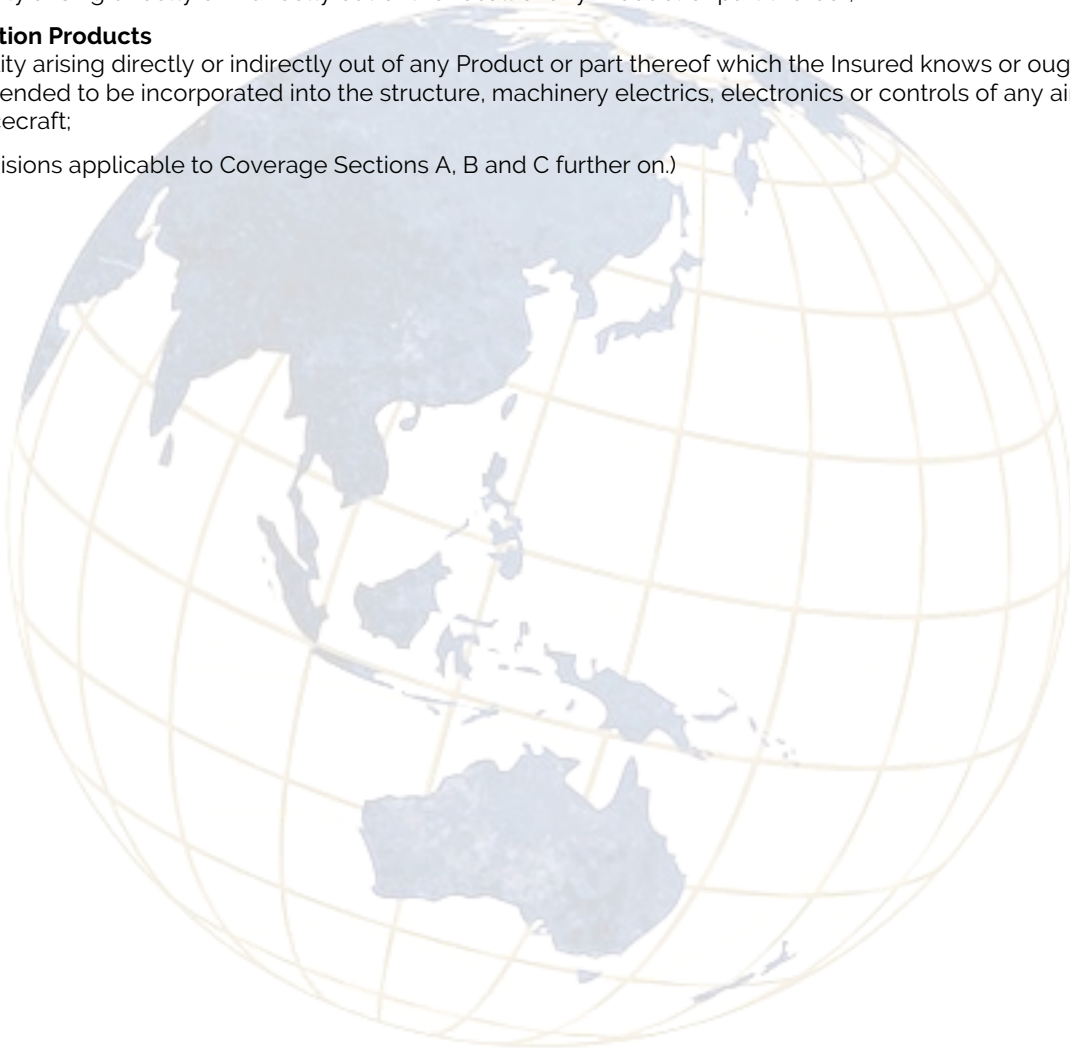 tion Products
ity arising directly or indirectly out of any Product or part thereof which the Insured knows or oug
ended to be incorporated into the structure, machinery electrics, electronics or controls of any ai
ecraft;
isions applicable to Coverage Sections A, B and C further on.)